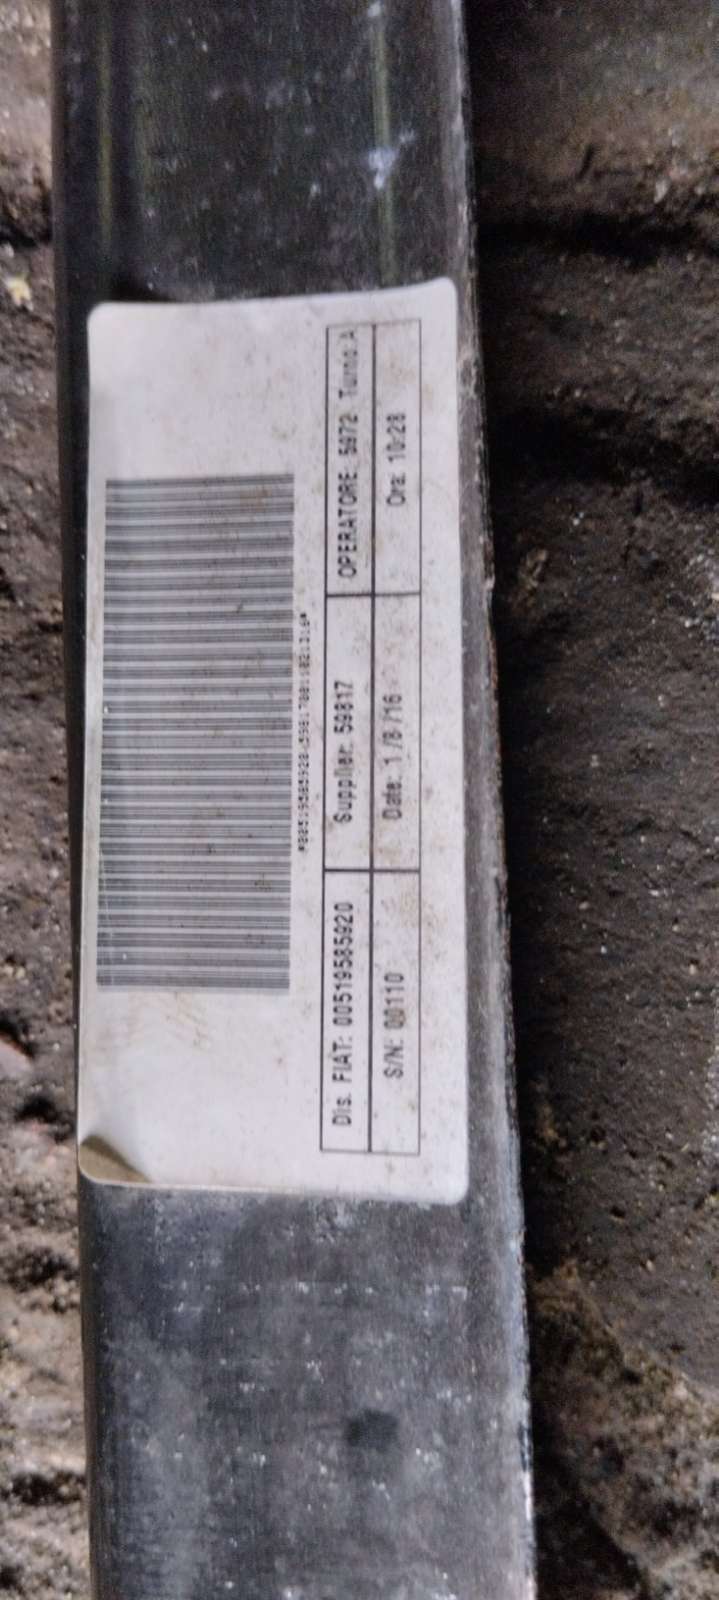 Dis. FIAT: 00519585920 Supplier: 59817 OPERATORE: 5972 Turno A
S/N: 00110 Date: 1/8/16 Ora: 10:28